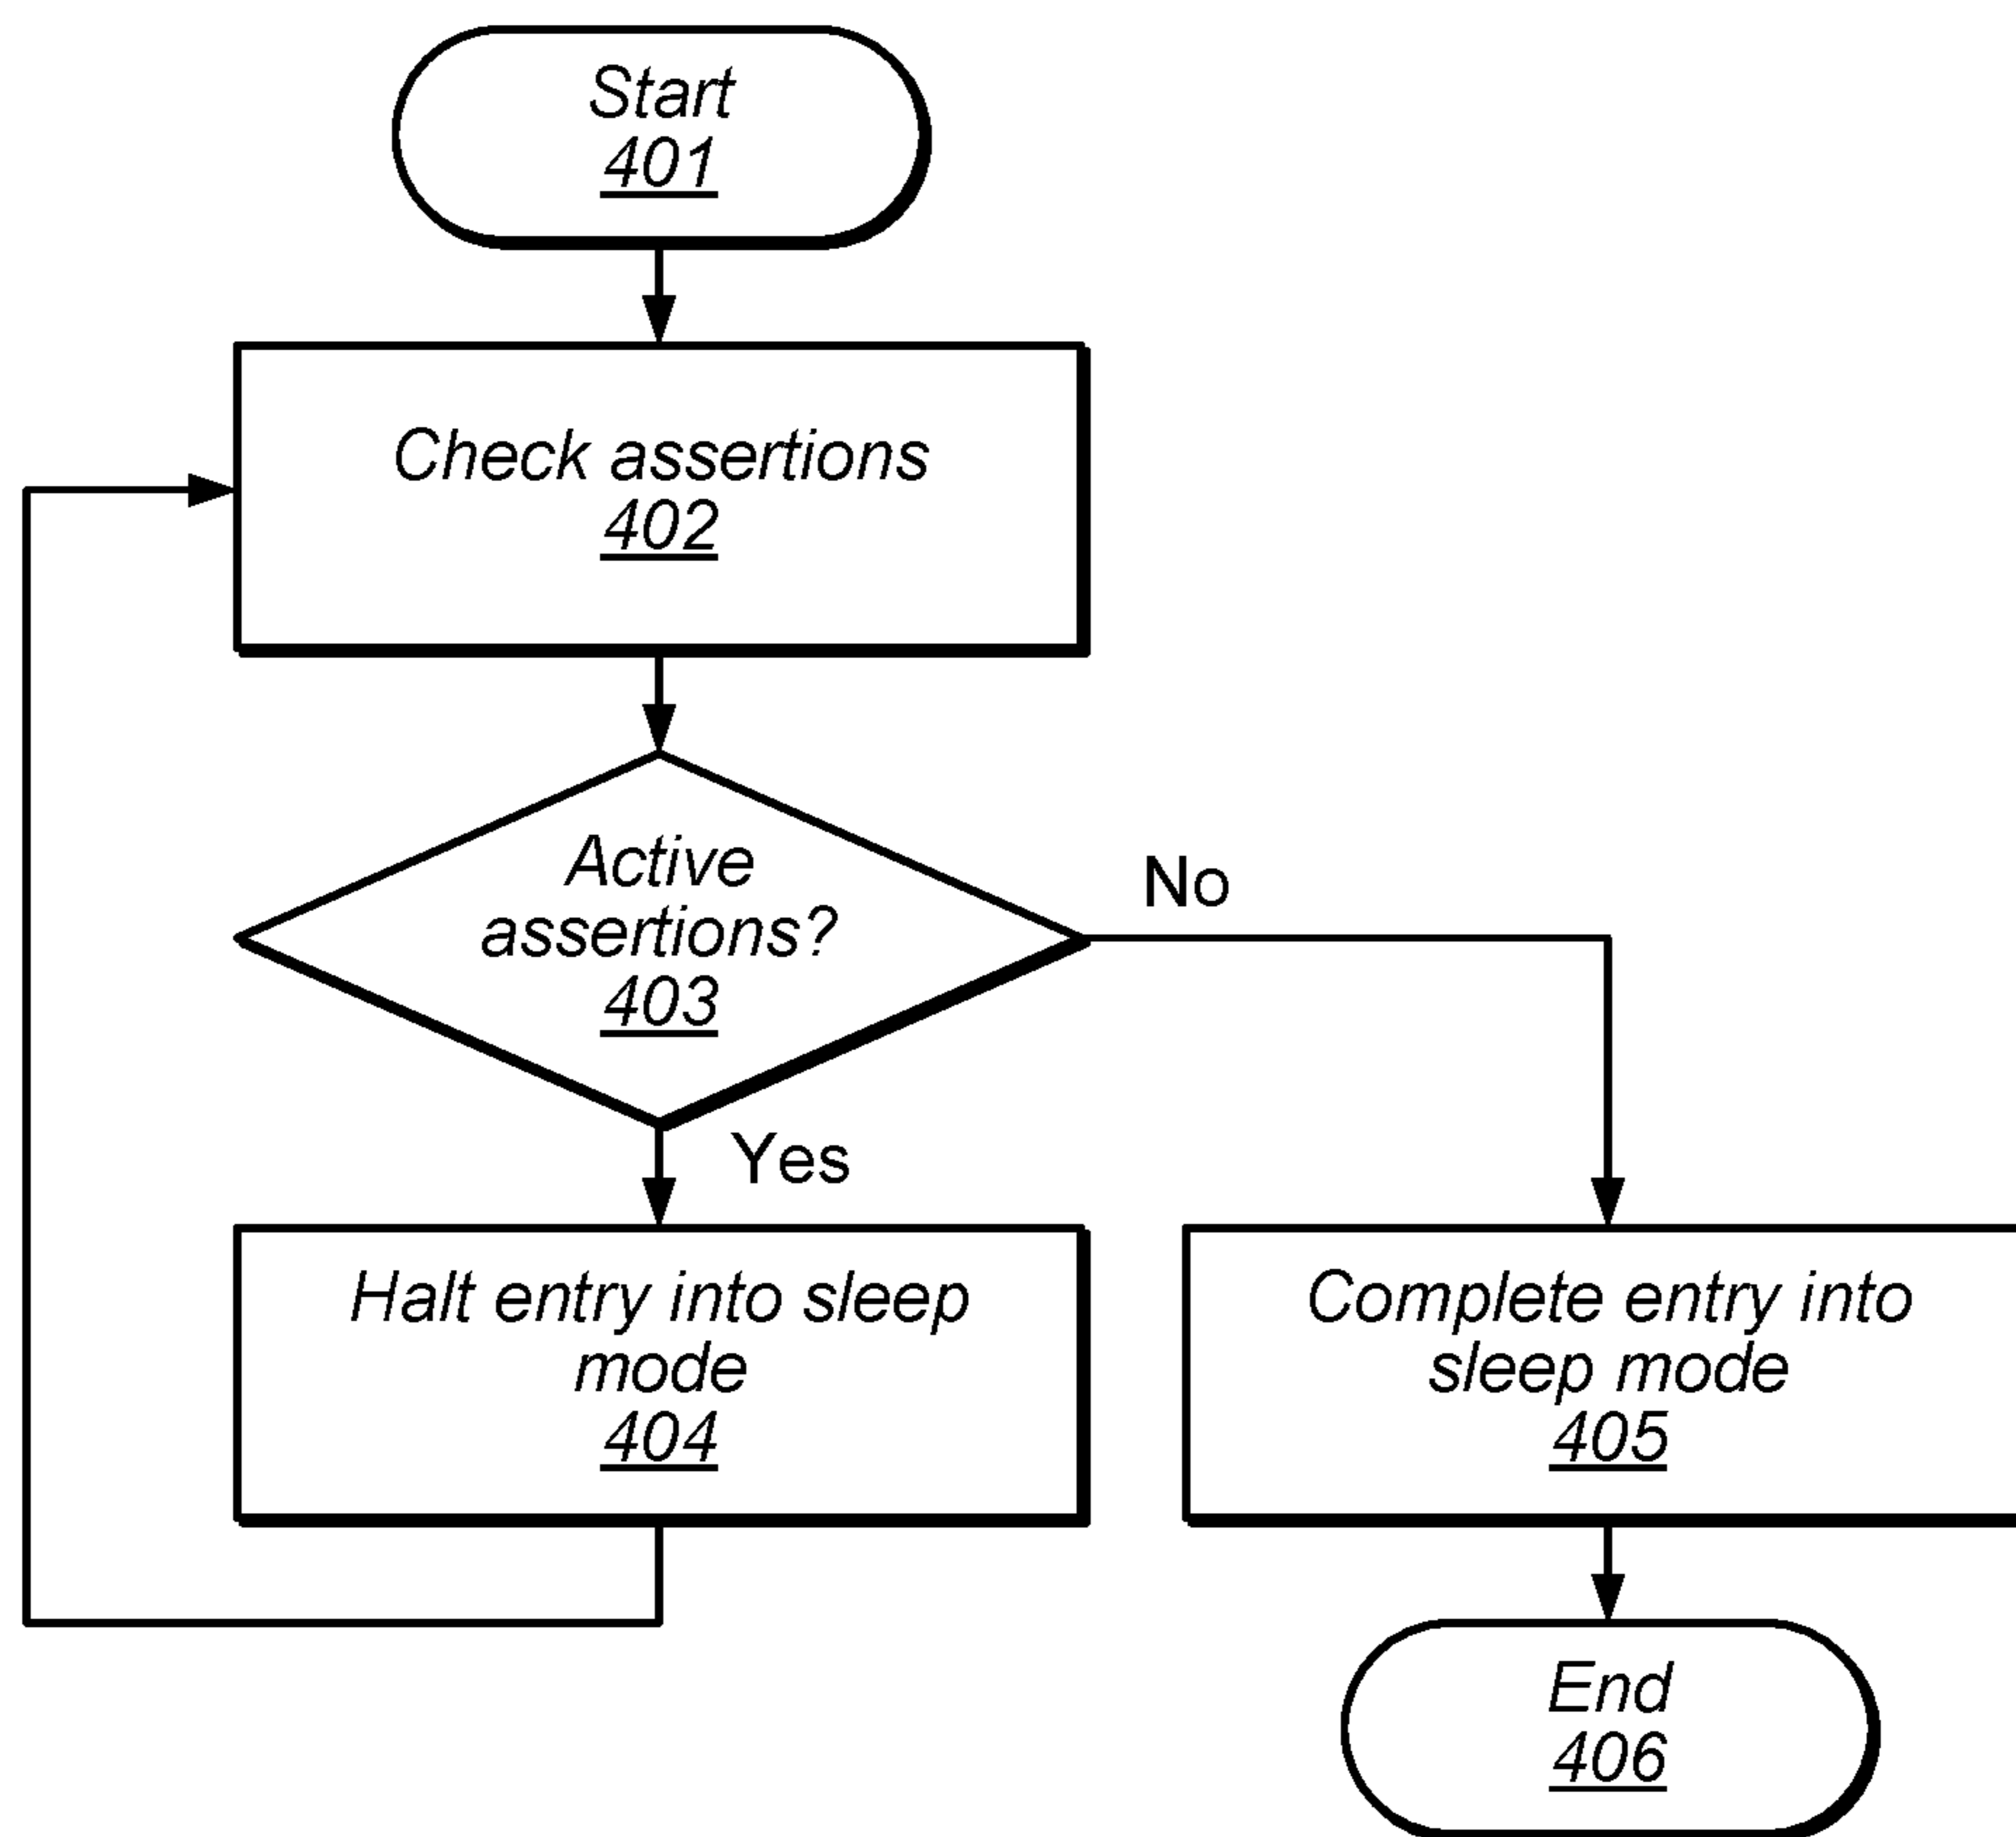 Start
401
Check assertions
402
Active
assertions?
403
No
Yes
Halt entry into sleep
mode
404
Complete entry into
sleep mode
405
End
406